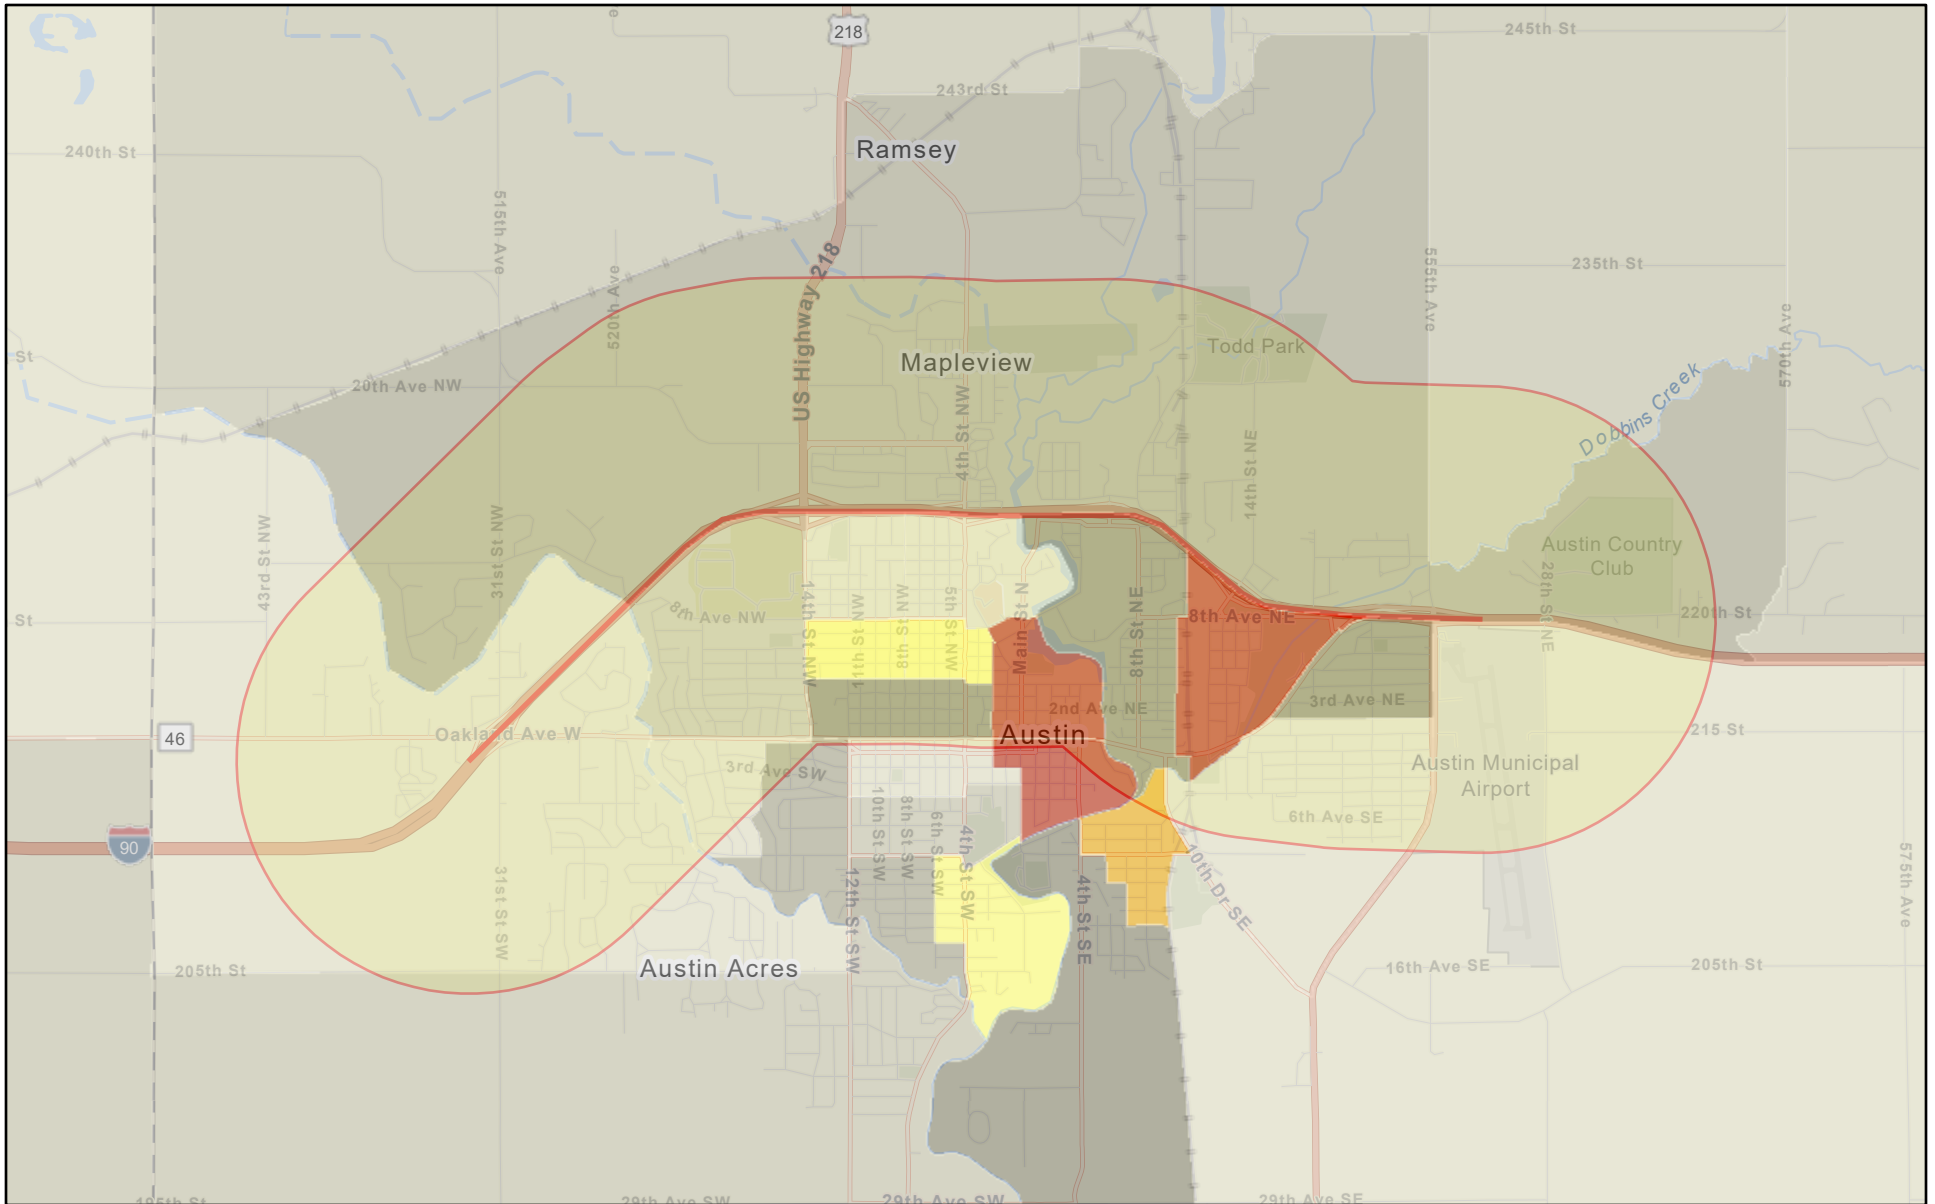 218
245th St
243rd St
240th St
Ramsey
515th Ave
US Highway 218
555th Ave
235th St
520th Ave
570th Ave
St
Mapleview
Todd Park
20th Ave NW
4th St NW
Dobbins Creek
14th St NE
31st St NW
43rd St NW
Austin Country
Club
28th St NE
220th St
St
8th Ave NW
14th St NW
11th St NW
8th St NW
5th St NW
Main St N
8th St NE
8th Ave NE
3rd Ave NE
2nd Ave NE
Oakland Ave W
46
Austin
215 St
3rd Ave SW
Austin Municipal
Airport
10th St SW
8th St SW
6th St SW
4th St SW
6th Ave SE
90
10th Dr SE
575th Ave
31st St SW
12th St SW
4th St SE
205th St
Austin Acres
16th Ave SE
205th St
195th St
29th Ave SW
29th Ave SW
29th Ave SE